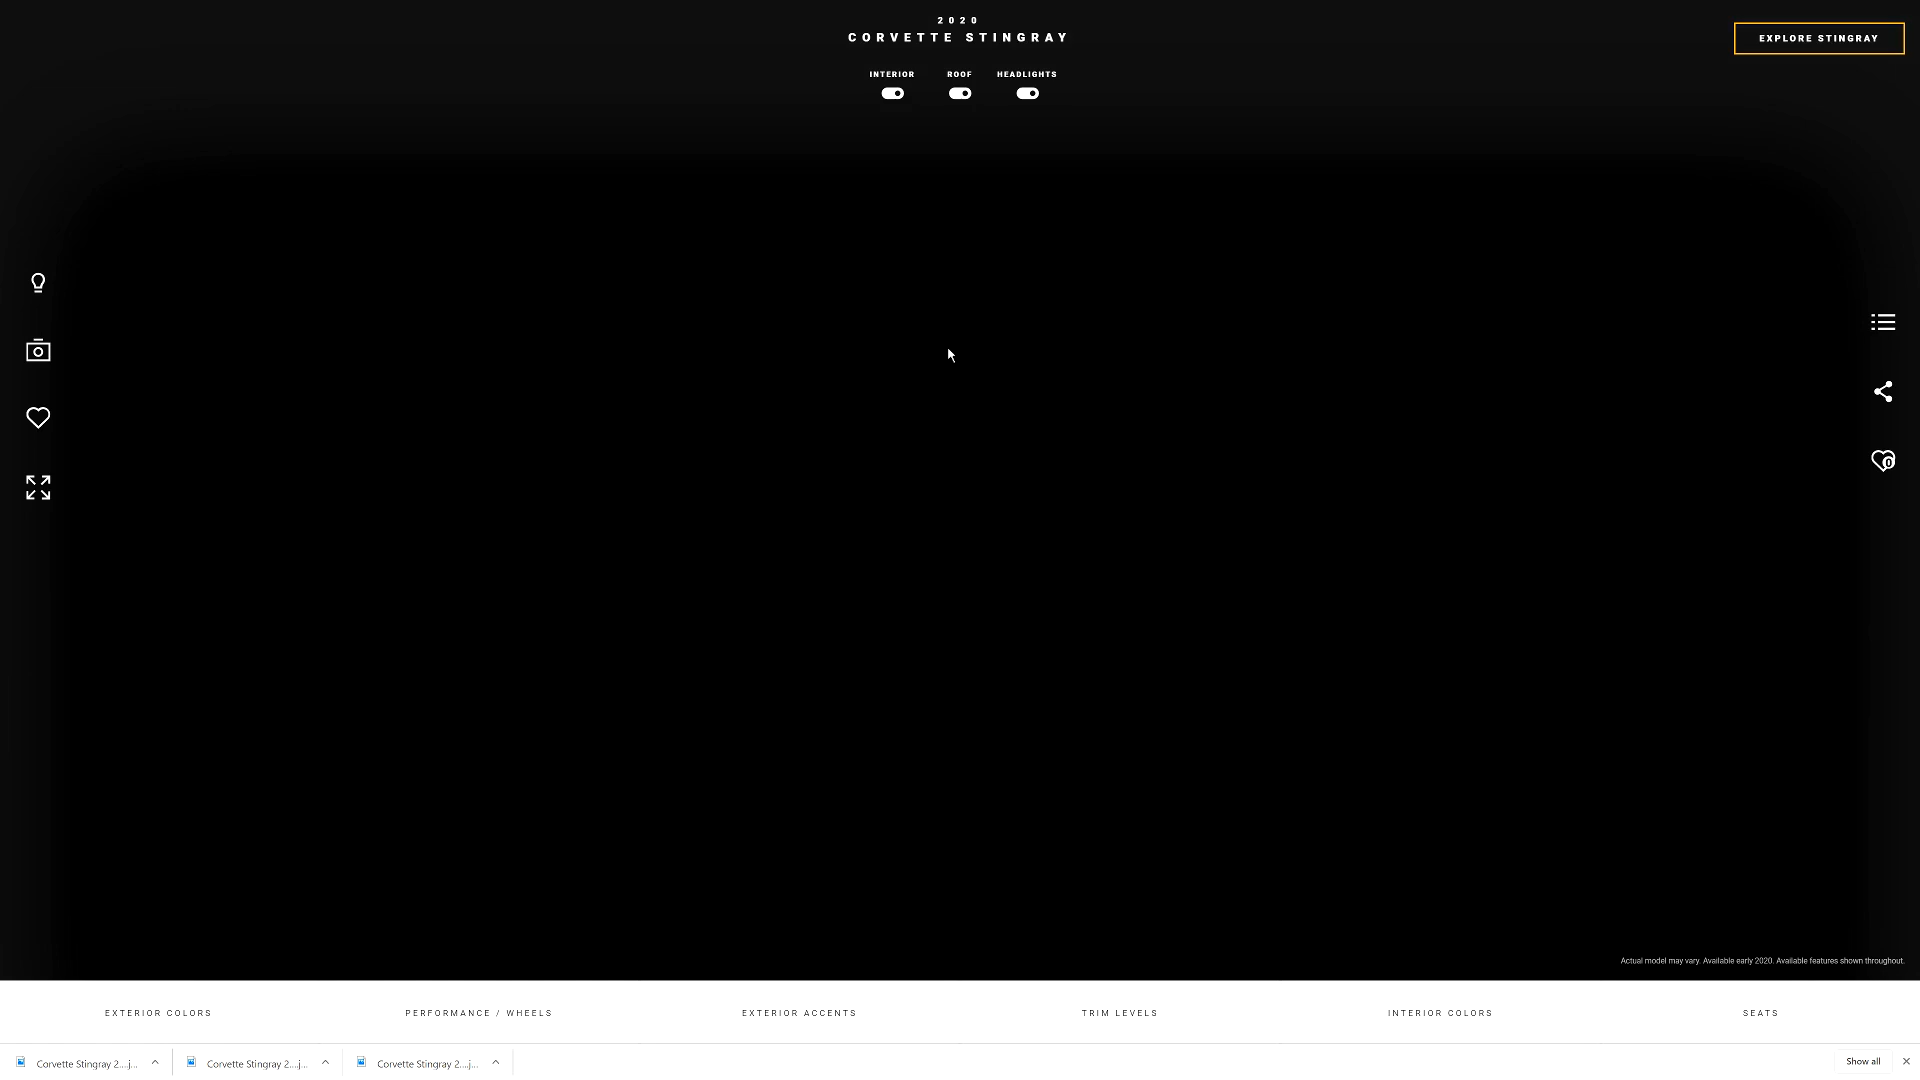 2020
CORVETTE STINGRAY
EXPLORE STINGRAY
INTERIOR ROOF HEADLIGHTS
0
Actual model may vary. Available early 2020. Available features shown throughout.
EXTERIOR COLORS PERFORMANCE / WHEELS EXTERIOR ACCENTS TRIM LEVELS INTERIOR COLORS SEATS
Corvette Stingray 2....j... Corvette Stingray 2....j... Corvette Stingray 2....j... Show all